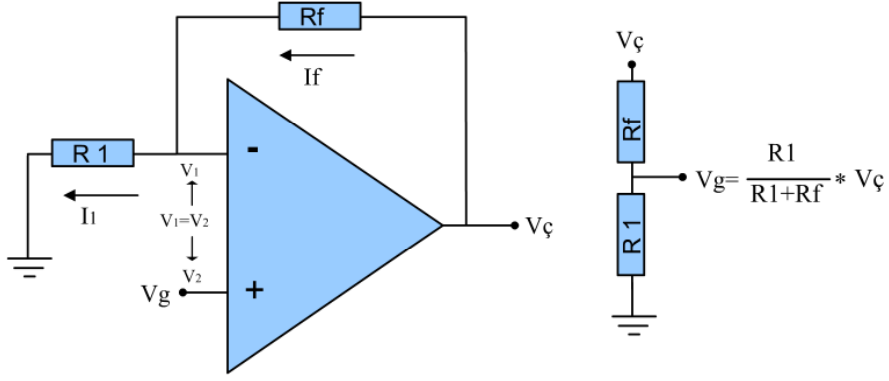 Rf
If
R 1
I1
V1
V1=V2
V2
-
+
Vg
Vç
Vç
Rf
R 1
Vg= R1 / R1+Rf * Vç